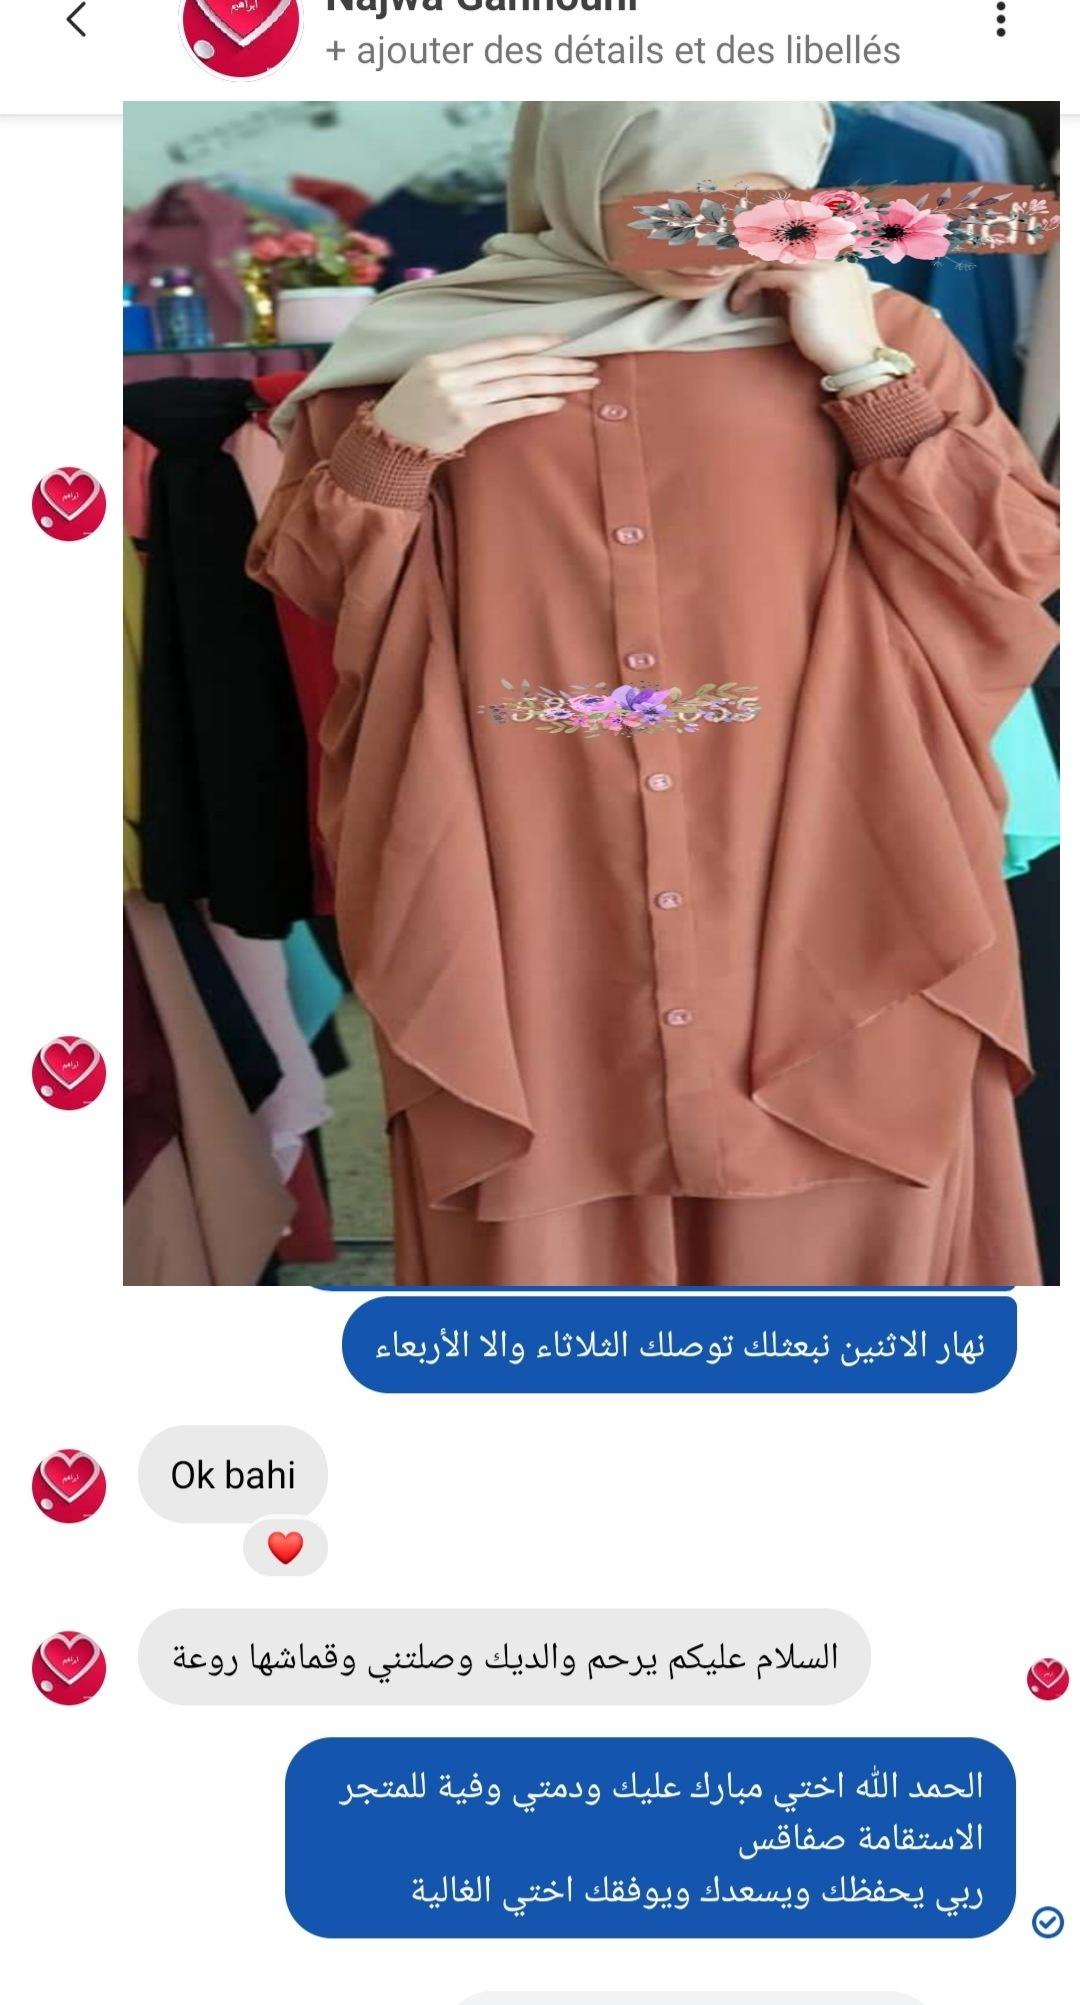 + ajouter des détails et des libellés
نهار الاثنين نبعثلك توصلك الثلاثاء والا الأربعاء
Ok bahi
السلام عليكم يرحم والديك وصلتني وقماشها روعة
الحمد الله اختي مبارك عليك ودمتي وفية للمتجر
الاستقامة صفاقس
ربي يحفظك ويسعدك ويوفقك اختي الغالية